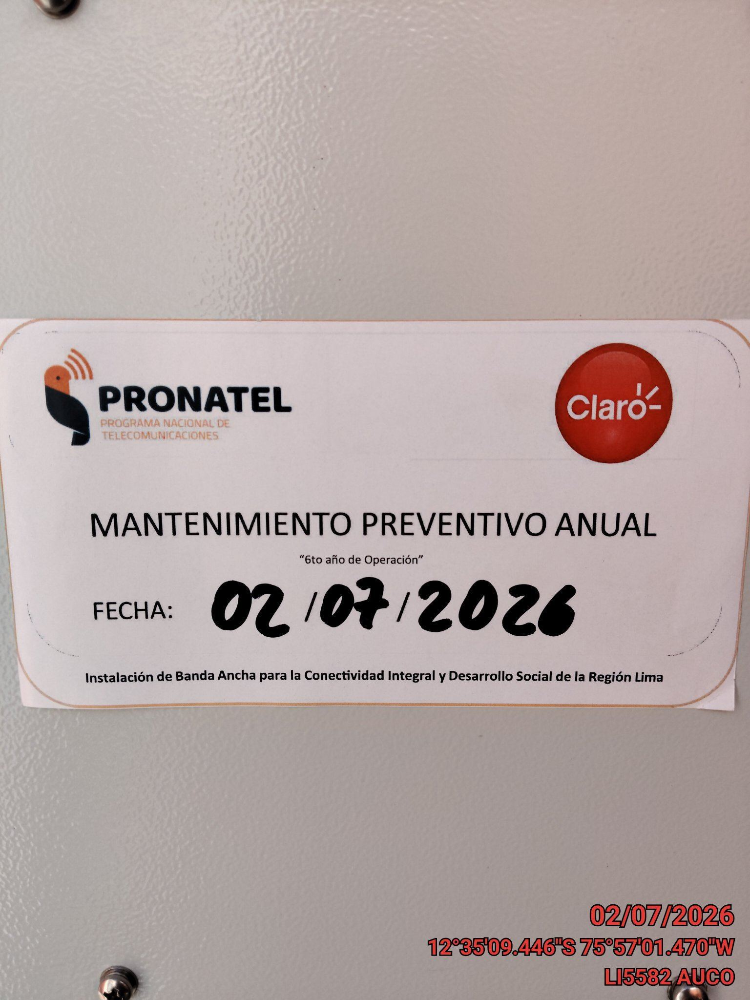 PRONATEL
PROGRAMA NACIONAL DE
TELECOMUNICACIONES
Claro
MANTENIMIENTO PREVENTIVO ANUAL
“6to año de Operación”
FECHA: 02/07/2026
Instalación de Banda Ancha para la Conectividad Integral y Desarrollo Social de la Región Lima
02/07/2026
12°35'09.446"S 75°57'01.470"W
LI5582 AUCO